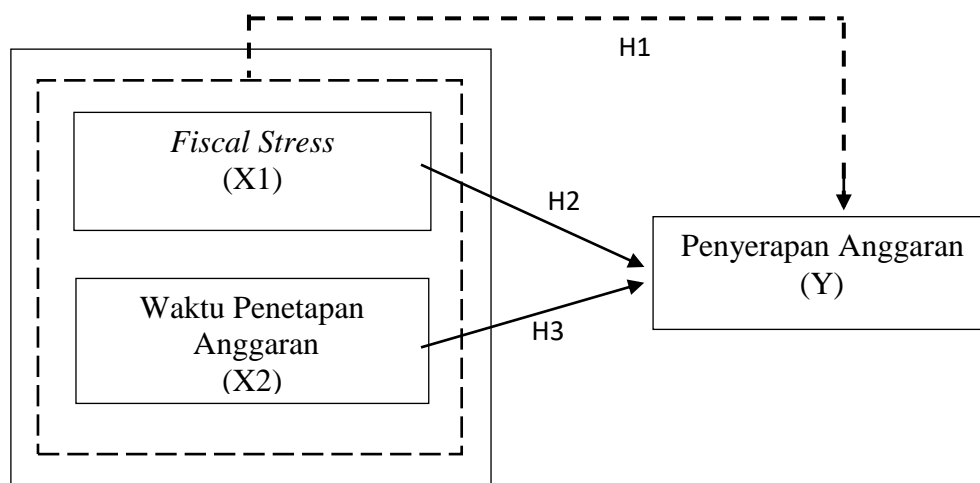 H1
Fiscal Stress
(X1)
H2
Penyerapan Anggaran
(Y)
Waktu Penetapan
Anggaran
(X2)
H3